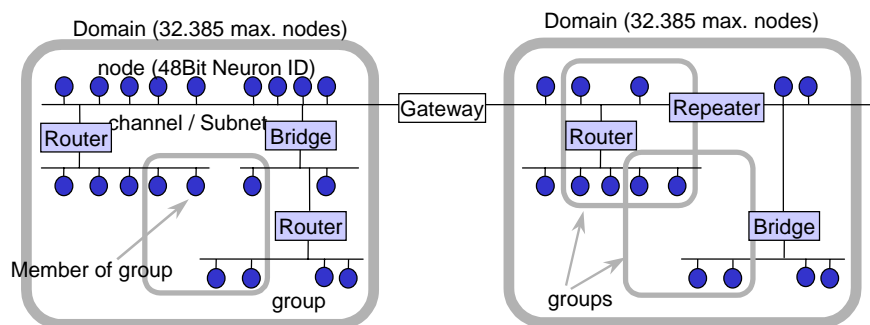 Domain (32.385 max. nodes)
node (48Bit Neuron ID)
channel / Subnet
Router
Bridge
Router
Member of group
group
Gateway
Domain (32.385 max. nodes)
Repeater
Router
Bridge
groups